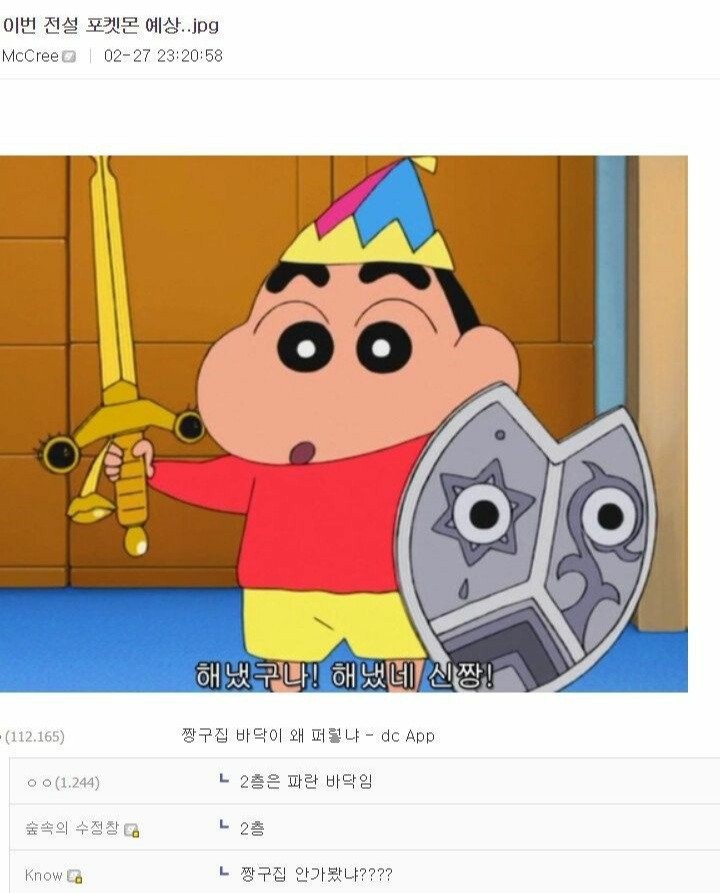 이번 전설 포켓몬 예상..jpg
McCree 02-27 23:20:58
해냈구나! 해냈네 신짱!
(112.165) 짱구집 바닥이 왜 퍼렇냐 - dc App
ㅇㅇ(1.244) ㄴ 2층은 파란 바닥임
숲속의 수정창 ㄴ 2층
Know ㄴ 짱구집 안가봤냐????